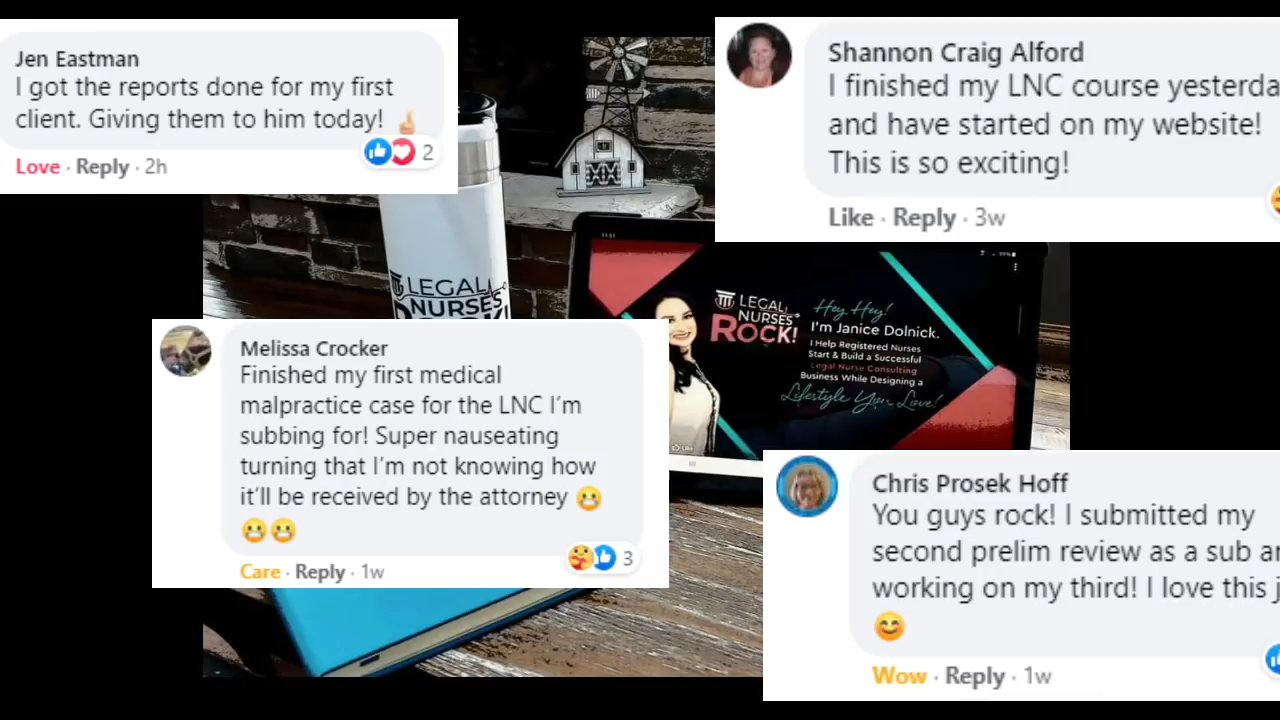 Jen Eastman
I got the reports done for my first
client. Giving them to him today!
Love · Reply · 2h
2
Shannon Craig Alford
I finished my LNC course yesterda
and have started on my website!
This is so exciting!
Like · Reply · 3w
LEGAL
NURSES
11:51
LEGAL
NURSES
ROCK!
Hey Hey!
I'm Janice Dolnick.
I Help Registered Nurses
Start & Build a Successful
Legal Nurse Consulting
Business While Designing a
Lifestyle You Love!
Melissa Crocker
Finished my first medical
malpractice case for the LNC I'm
subbing for! Super nauseating
turning that I'm not knowing how
it'll be received by the attorney 😬
😬😬
3
Care · Reply · 1w
Chris Prosek Hoff
You guys rock! I submitted my
second prelim review as a sub a
working on my third! I love this j
😊
Wow · Reply · 1w